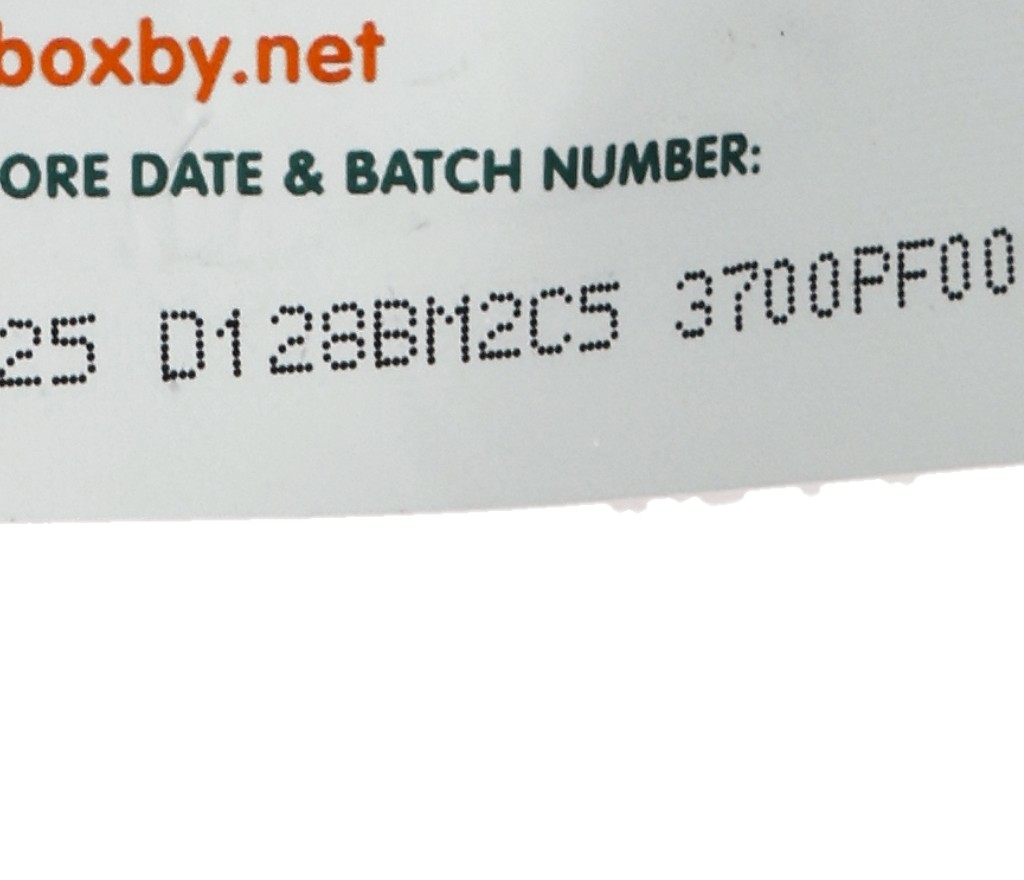 boxby.net
ORE DATE & BATCH NUMBER:
25 D128BM2C5 3700PF00